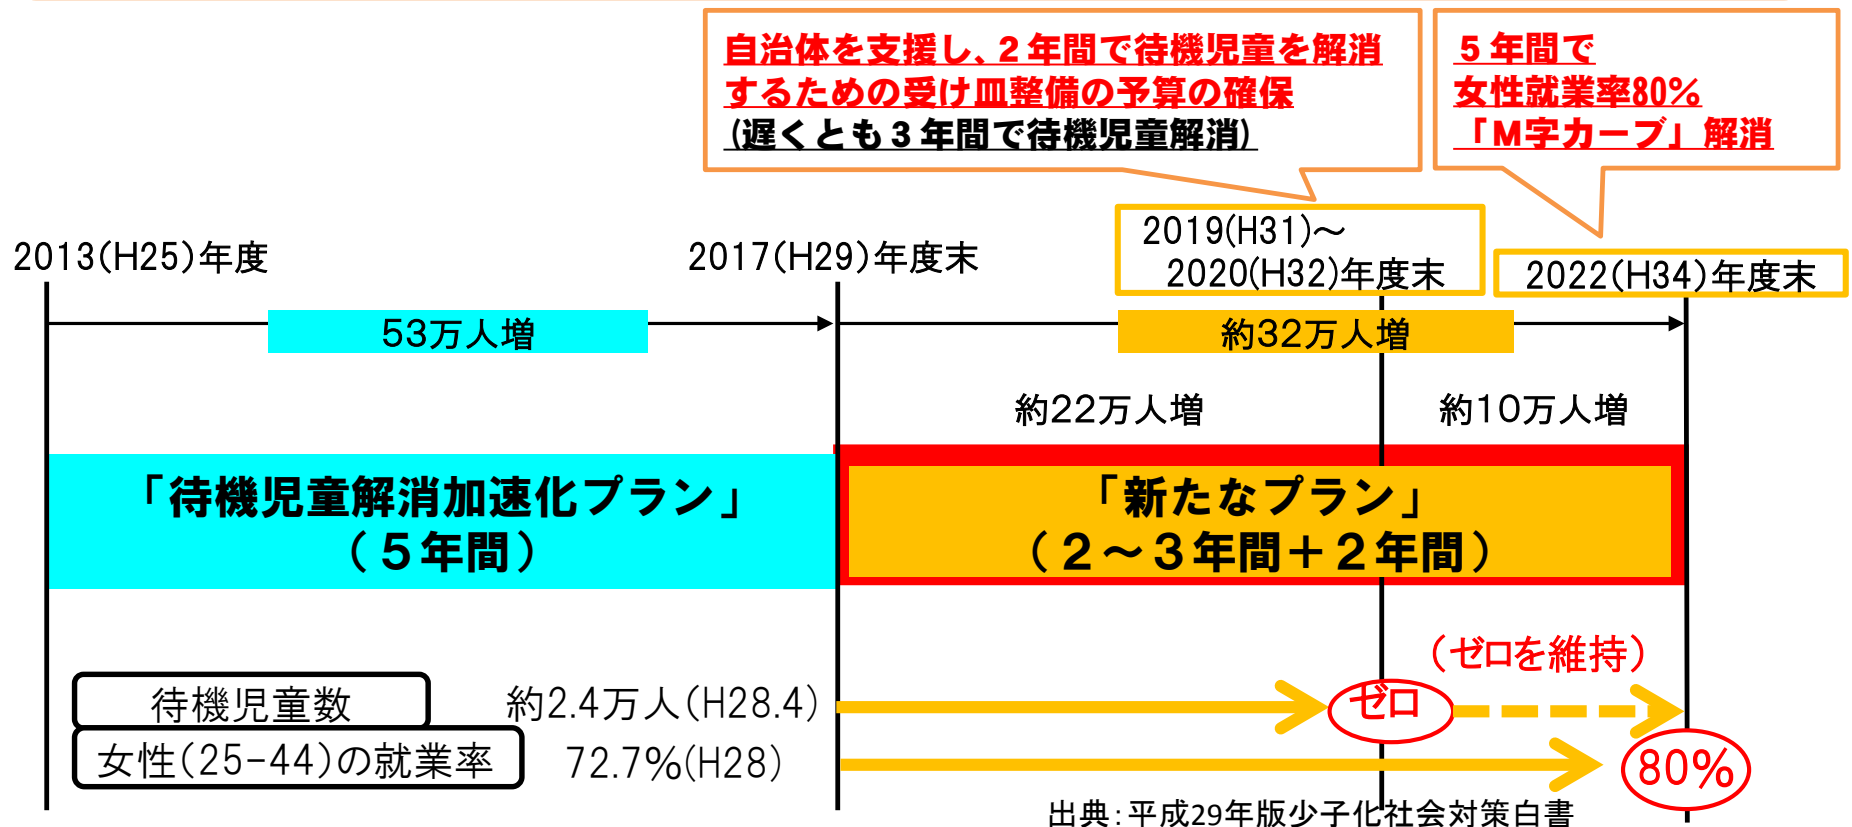 自治体を支援し、２年間で待機児童を解消
するための受け皿整備の予算の確保
(遅くとも３年間で待機児童解消)
５年間で
女性就業率80%
「M字カーブ」解消
2013(H25)年度
2017(H29)年度末
2019(H31)～
2020(H32)年度末
2022(H34)年度末
53万人増
約32万人増
約22万人増
約10万人増
「待機児童解消加速化プラン」
（５年間）
「新たなプラン」
（２～３年間＋２年間）
（ゼロを維持）
待機児童数
約2.4万人(H28.4)
ゼロ
女性(25-44)の就業率
72.7%(H28)
80%
出典：平成29年版少子化社会対策白書